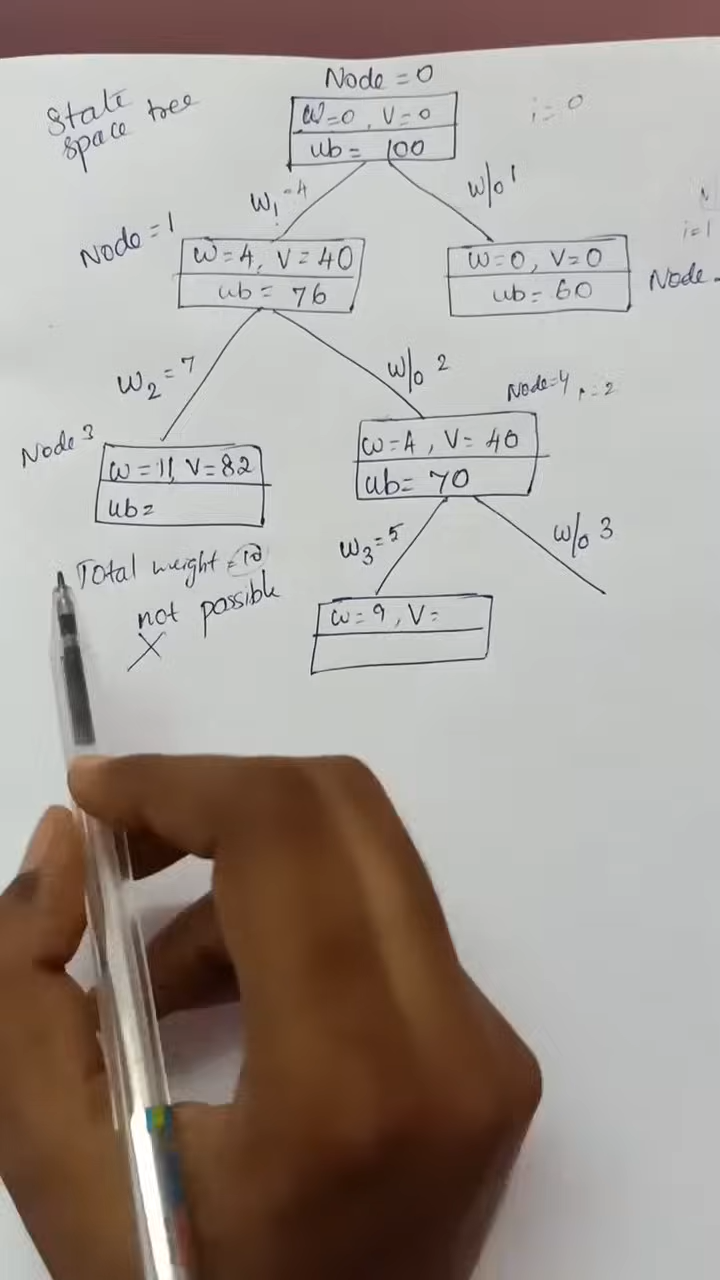 Node = 0
State
space tree
W=0, V=0
i=0
ub= 100
W1=4
w/o 1
Node = 1
i=1
W=4, V=40
W=0, V=0
ub= 76
ub= 60
Node
W2=7
w/o 2
Node=4, i=2
Node 3
W=4, V=40
W=11, V=82
ub= 70
ub=
W3=5
w/o 3
Total weight=10
not possible
X
W=9, V=